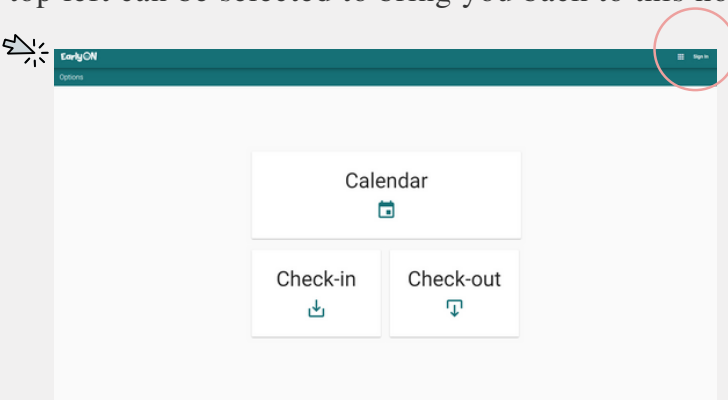 top left can be selected to bring you back to this
EarlyON
Sign In
Options
Calendar
Check-in
Check-out